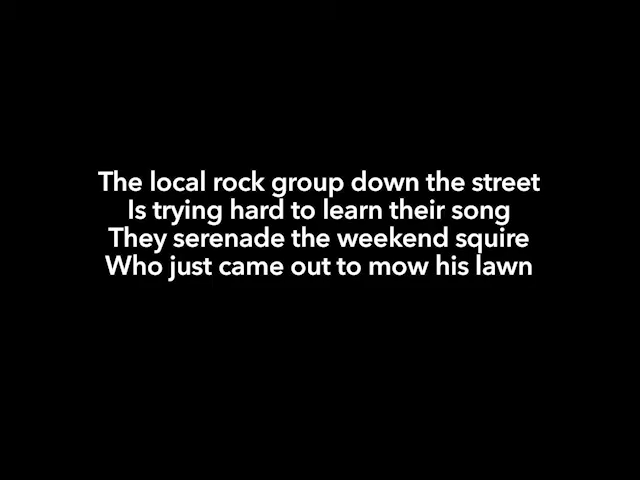 The local rock group down the street
Is trying hard to learn their song
They serenade the weekend squire
Who just came out to mow his lawn